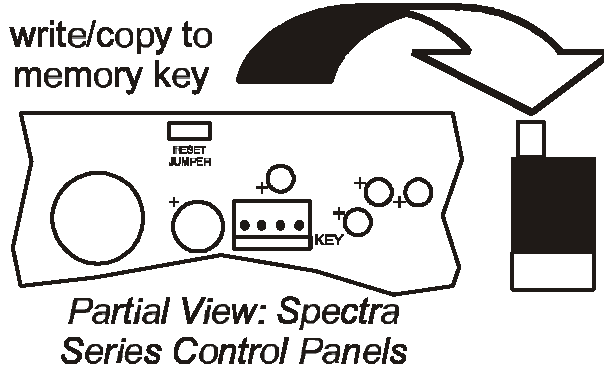 write/copy to
memory key
RESET
JUMPER
+
+
+
+
+
KEY
Partial View: Spectra
Series Control Panels